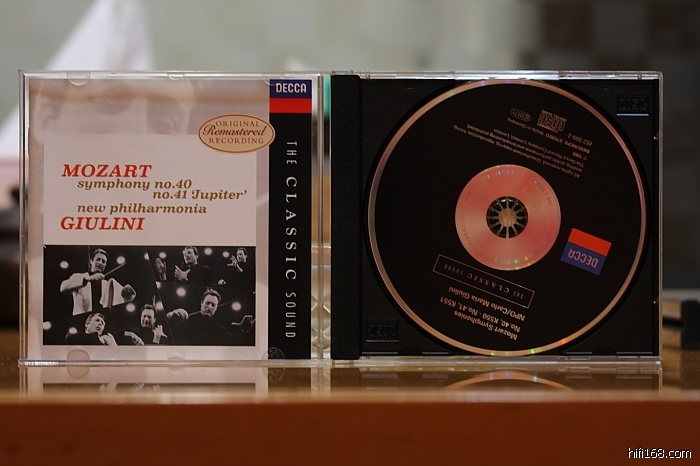 DECCA
ORIGINAL
Remastered
RECORDING
THE CLASSIC SOUND
MOZART
symphony no.40
no.41 'Jupiter'
new philharmonia
GIULINI
DECCA
THE CLASSIC SOUND
Mozart Symphonies
No.40, K550 · No.41, K551
NPO/Carlo Maria Giulini
hifi168.com